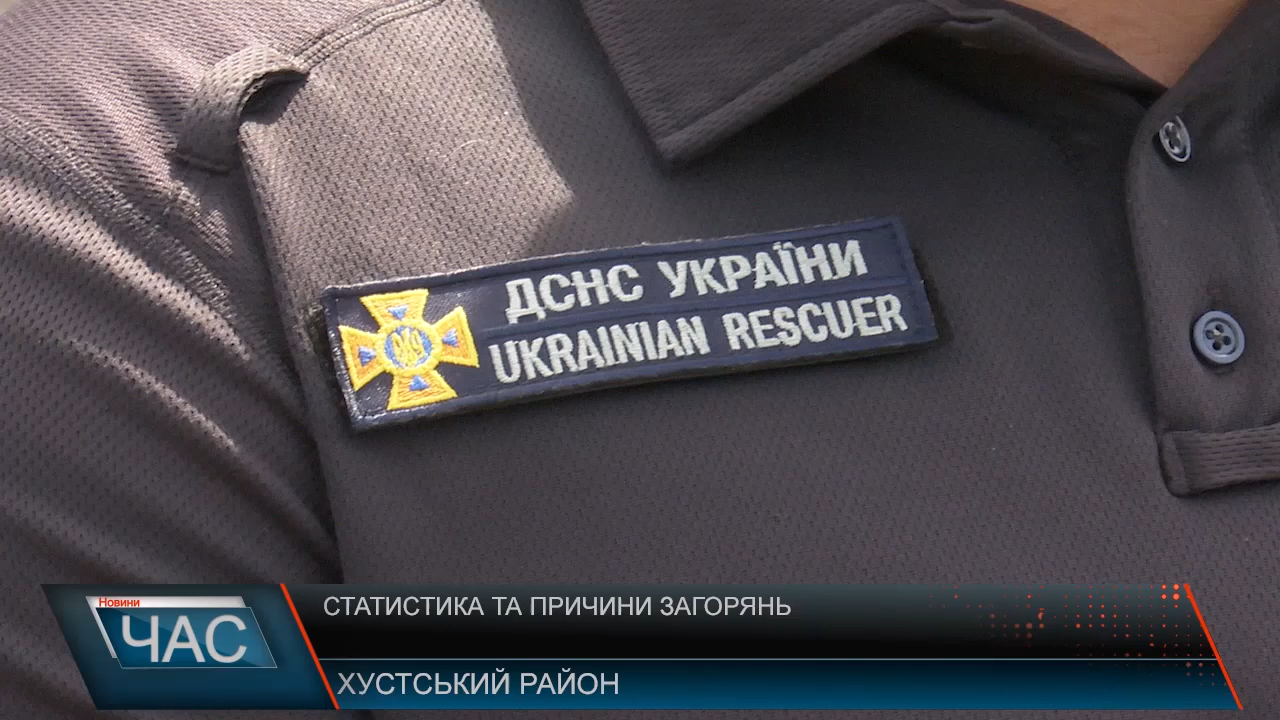 ДСНС УКРАЇНИ
UKRAINIAN RESCUER
Новини
ЧАС
СТАТИСТИКА ТА ПРИЧИНИ ЗАГОРЯНЬ
ХУСТСЬКИЙ РАЙОН